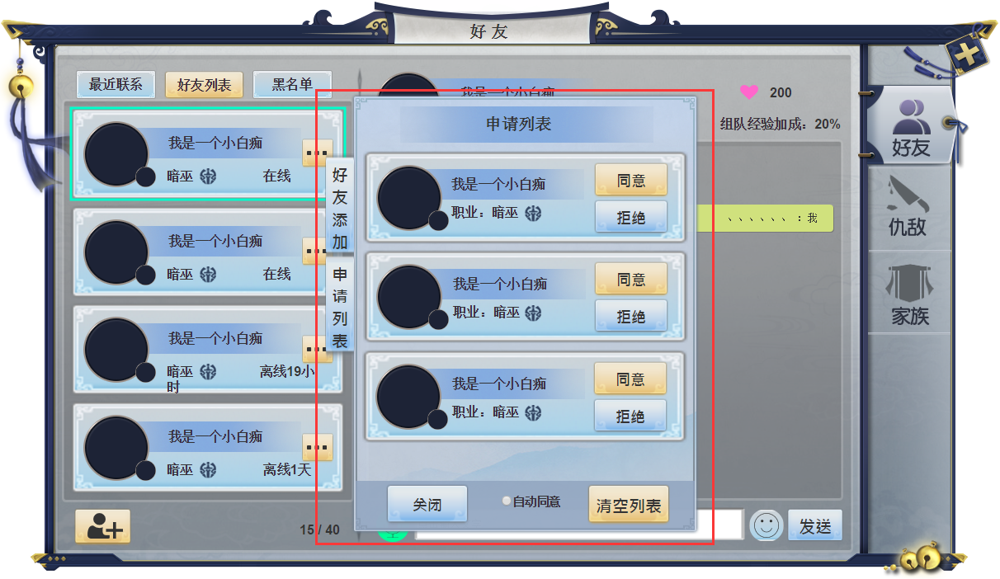 好友
最近联系
好友列表
黑名单
我是一个小白痴
暗巫
在线
我是一个小白痴
暗巫
在线
我是一个小白痴
暗巫
离线19小
时
我是一个小白痴
暗巫
离线1天
15 / 40
好友添加
申请列表
我是一个小白痴
200
组队经验加成：20%
、、、、、、：我
申请列表
我是一个小白痴
职业：暗巫
同意
拒绝
我是一个小白痴
职业：暗巫
同意
拒绝
我是一个小白痴
职业：暗巫
同意
拒绝
关闭
自动同意
清空列表
发送
好友
仇敌
家族